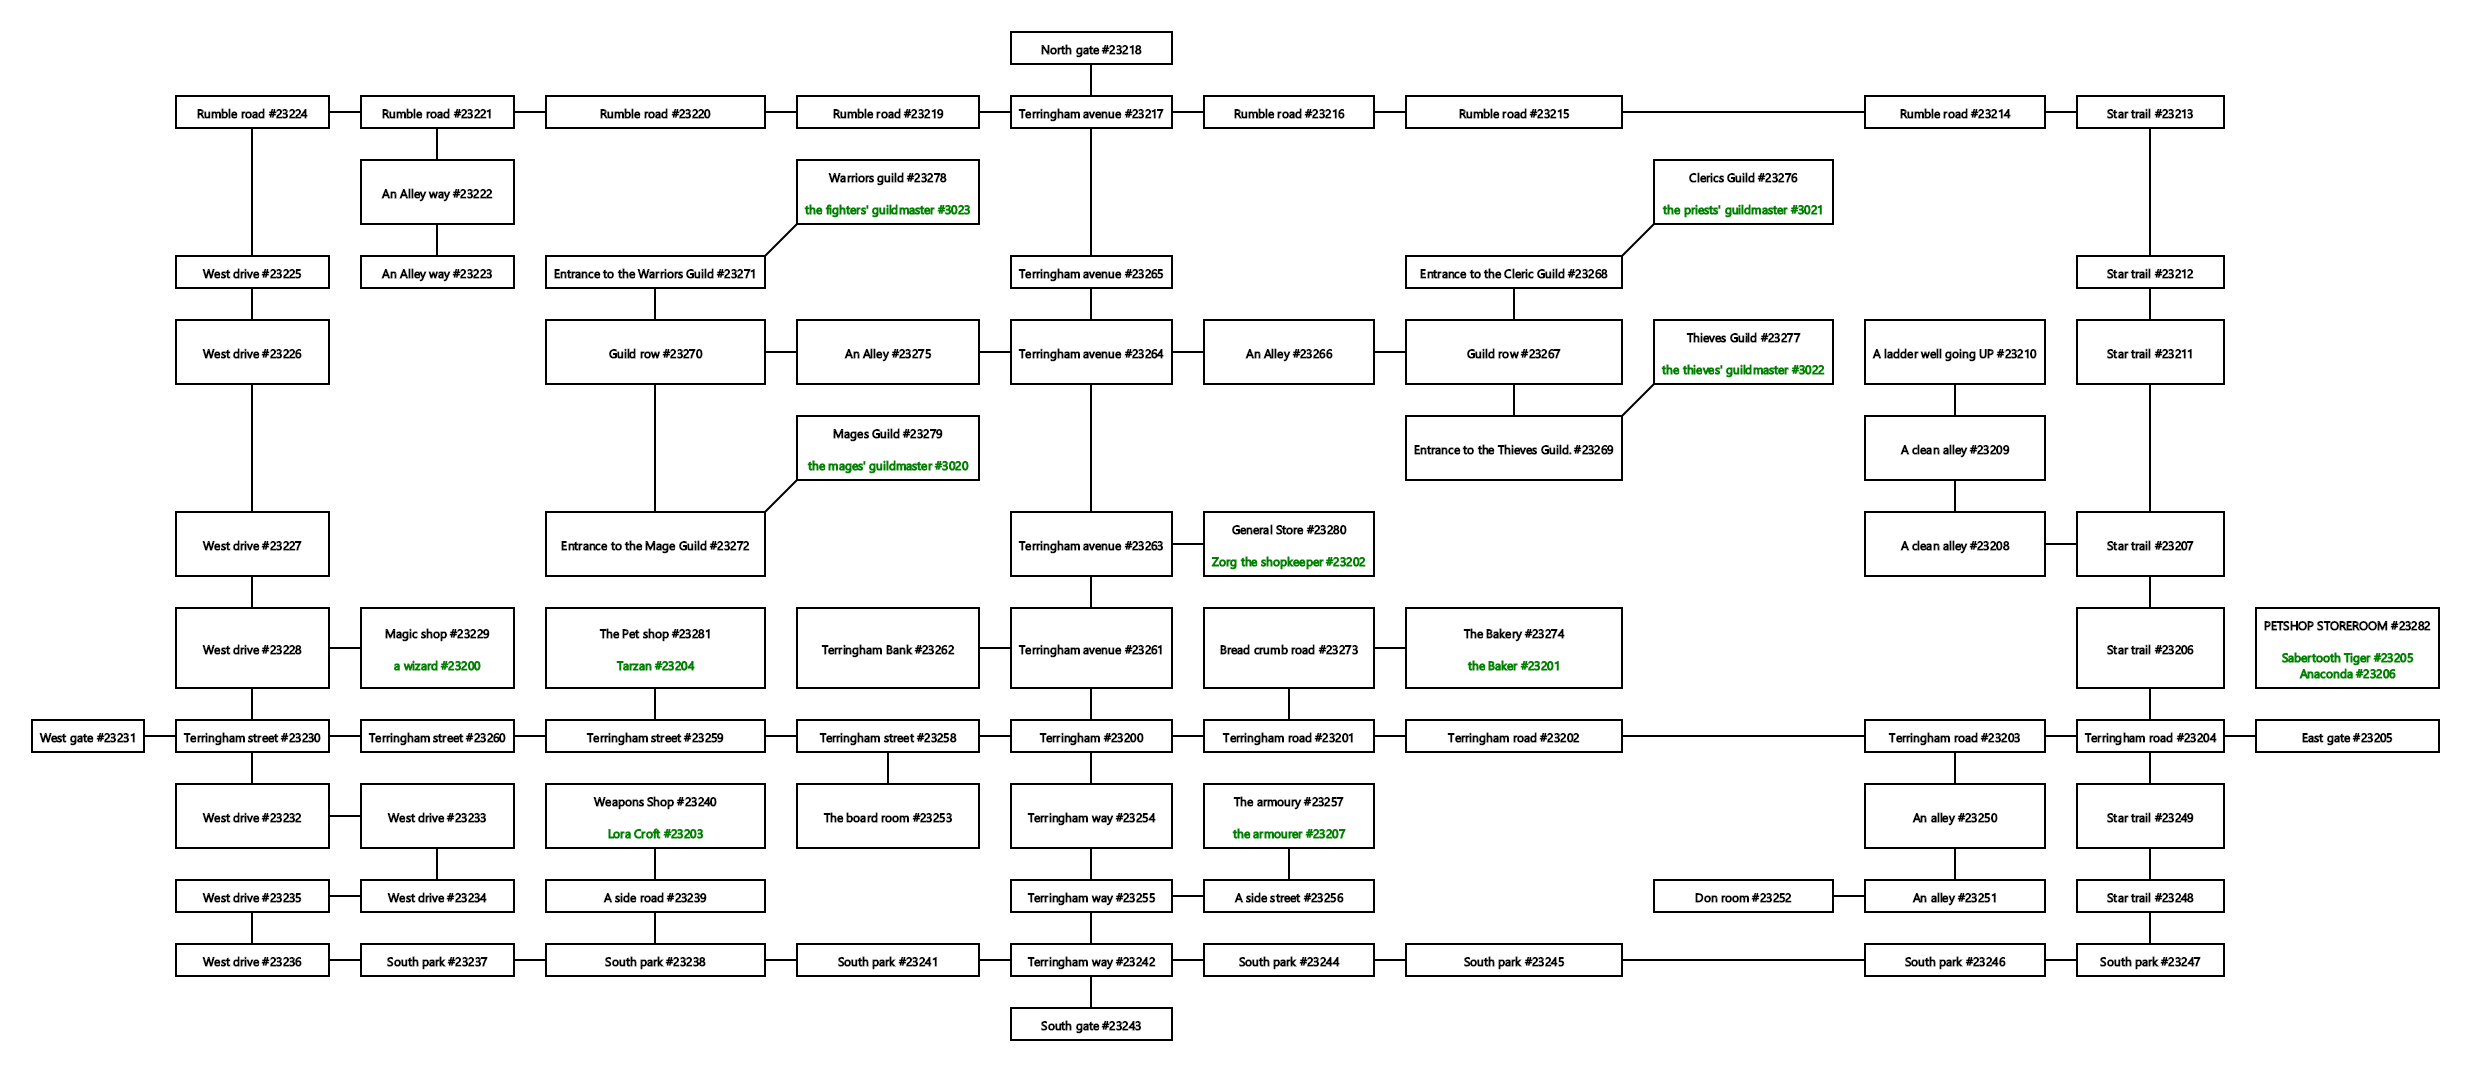 North gate #23218
Rumble road #23224
Rumble road #23221
Rumble road #23220
Rumble road #23219
Terringham avenue #23217
Rumble road #23216
Rumble road #23215
Rumble road #23214
Star trail #23213
An Alley way #23222
Warriors guild #23278
the fighters' guildmaster #3023
Clerics Guild #23276
the priests' guildmaster #3021
West drive #23225
An Alley way #23223
Entrance to the Warriors Guild #23271
Terringham avenue #23265
Entrance to the Cleric Guild #23268
Star trail #23212
West drive #23226
Guild row #23270
An Alley #23275
Terringham avenue #23264
An Alley #23266
Guild row #23267
Thieves Guild #23277
the thieves' guildmaster #3022
A ladder well going UP #23210
Star trail #23211
Mages Guild #23279
the mages' guildmaster #3020
Entrance to the Thieves Guild. #23269
A clean alley #23209
West drive #23227
Entrance to the Mage Guild #23272
Terringham avenue #23263
General Store #23280
Zorg the shopkeeper #23202
A clean alley #23208
Star trail #23207
West drive #23228
Magic shop #23229
a wizard #23200
The Pet shop #23281
Tarzan #23204
Terringham Bank #23262
Terringham avenue #23261
Bread crumb road #23273
The Bakery #23274
the Baker #23201
Star trail #23206
PETSHOP STOREROOM #23282
Sabertooth Tiger #23205
Anaconda #23206
West gate #23231
Terringham street #23230
Terringham street #23260
Terringham street #23259
Terringham street #23258
Terringham #23200
Terringham road #23201
Terringham road #23202
Terringham road #23203
Terringham road #23204
East gate #23205
West drive #23232
West drive #23233
Weapons Shop #23240
Lora Croft #23203
The board room #23253
Terringham way #23254
The armoury #23257
the armourer #23207
An alley #23250
Star trail #23249
West drive #23235
West drive #23234
A side road #23239
Terringham way #23255
A side street #23256
Don room #23252
An alley #23251
Star trail #23248
West drive #23236
South park #23237
South park #23238
South park #23241
Terringham way #23242
South park #23244
South park #23245
South park #23246
South park #23247
South gate #23243